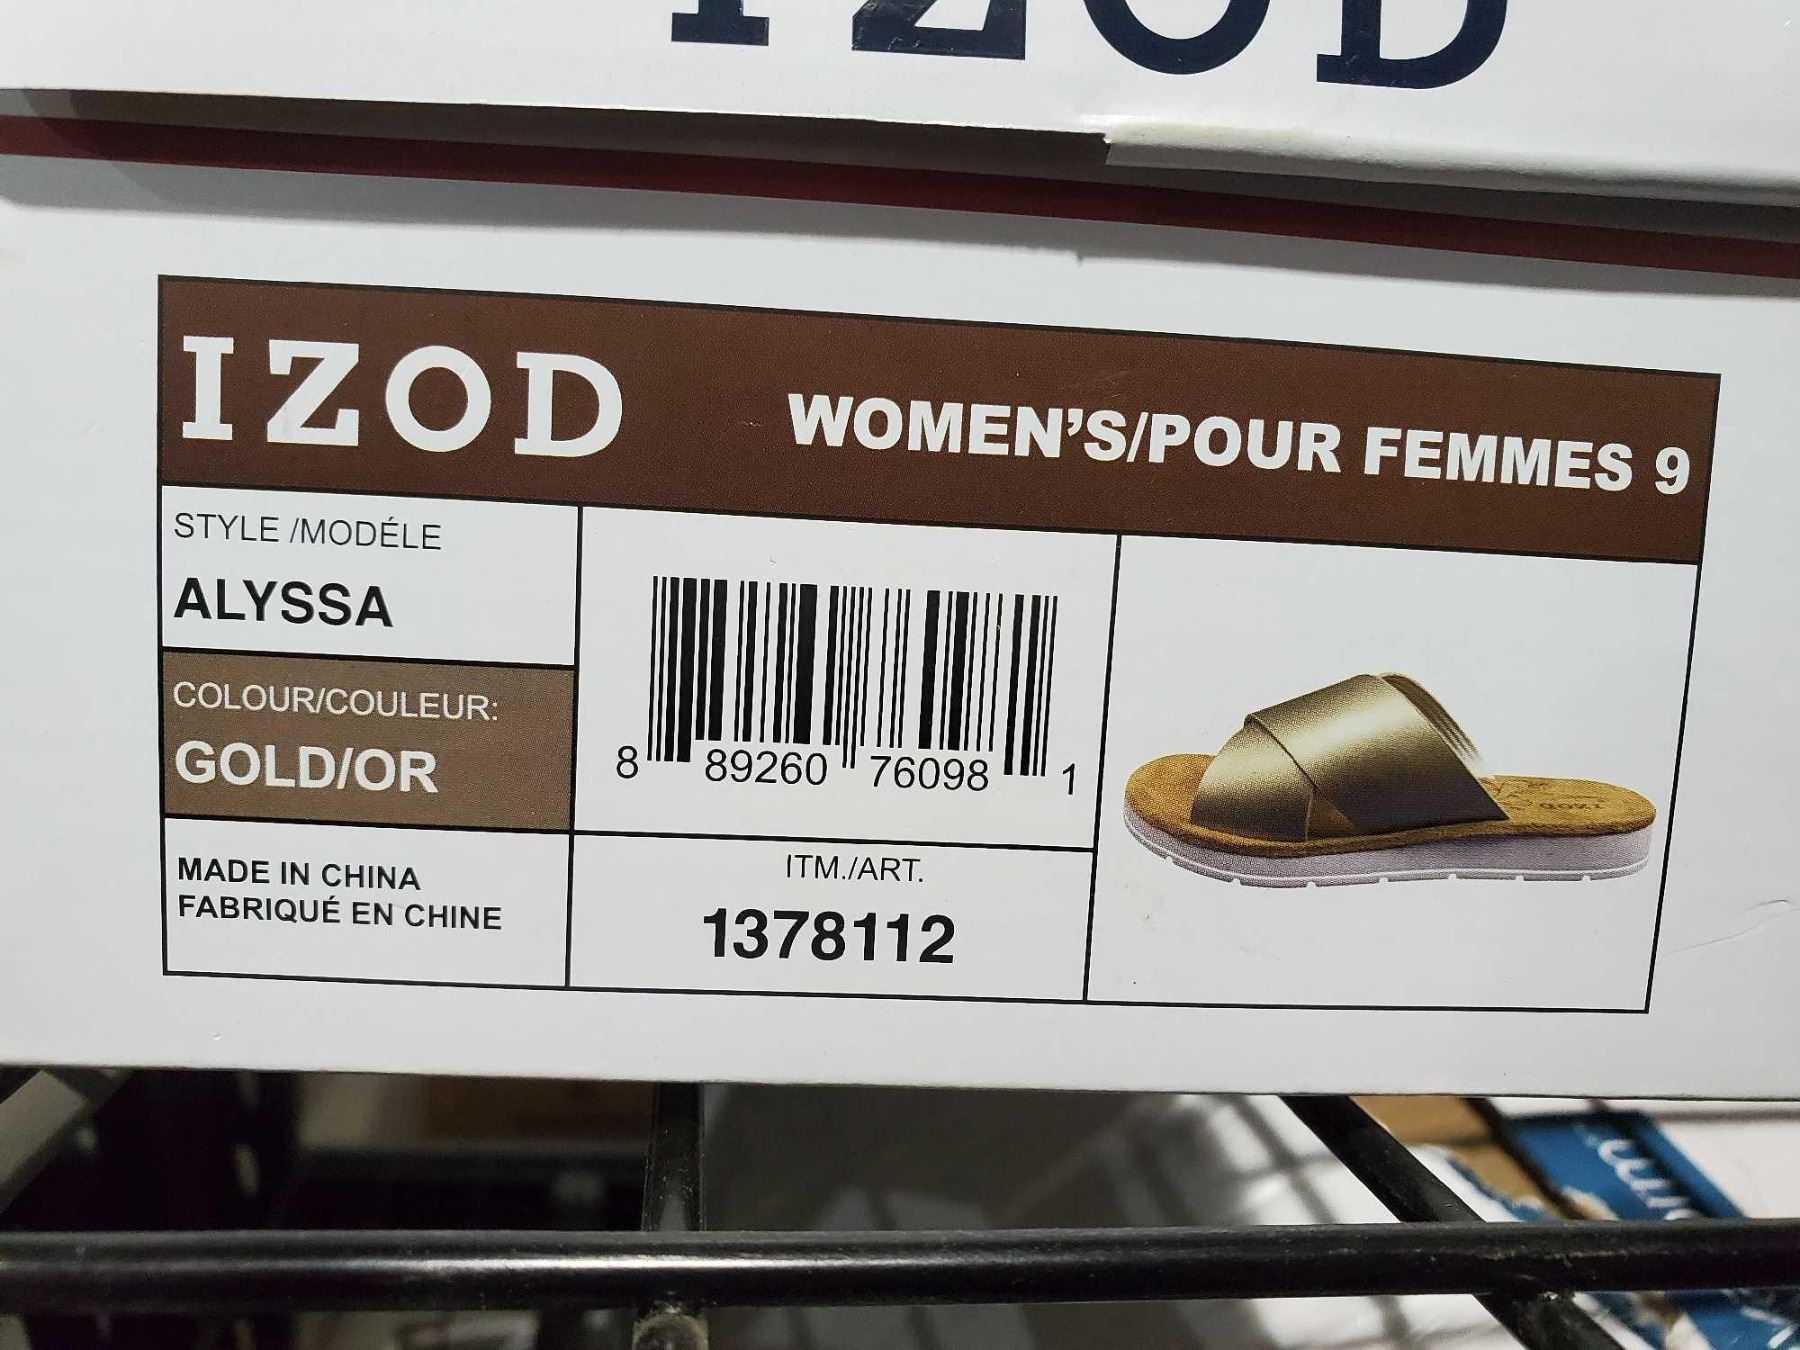 IZOD
IZOD WOMEN'S/POUR FEMMES 9
STYLE /MODÉLE
ALYSSA
COLOUR/COULEUR:
GOLD/OR
MADE IN CHINA
FABRIQUÉ EN CHINE
8 89260 76098 1
ITM./ART.
1378112
IZOD